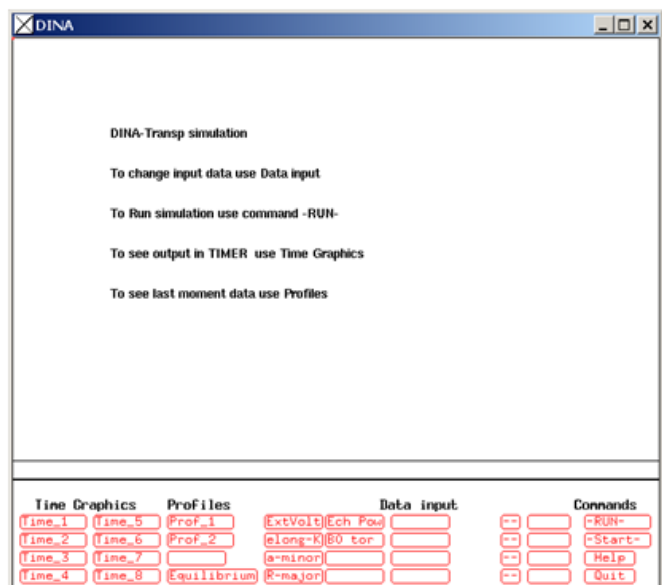 DINA
DINA-Transp simulation
To change input data use Data input
To Run simulation use command -RUN-
To see output in TIMER use Time Graphics
To see last moment data use Profiles
Time Graphics Profiles Data input Commands
Time_1 Time_5 Prof_1 ExtVolt Ech Pow -- -RUN-
Time_2 Time_6 Prof_2 elong-K B0 tor -- -Start-
Time_3 Time_7 a-minor -- Help
Time_4 Time_8 Equilibrium R-major -- Quit